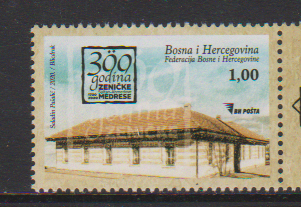 Bosna i Hercegovina
Federacija Bosne i Hercegovine
1,00
300
godina
ZENIČKE
MEDRESE
BH POŠTA